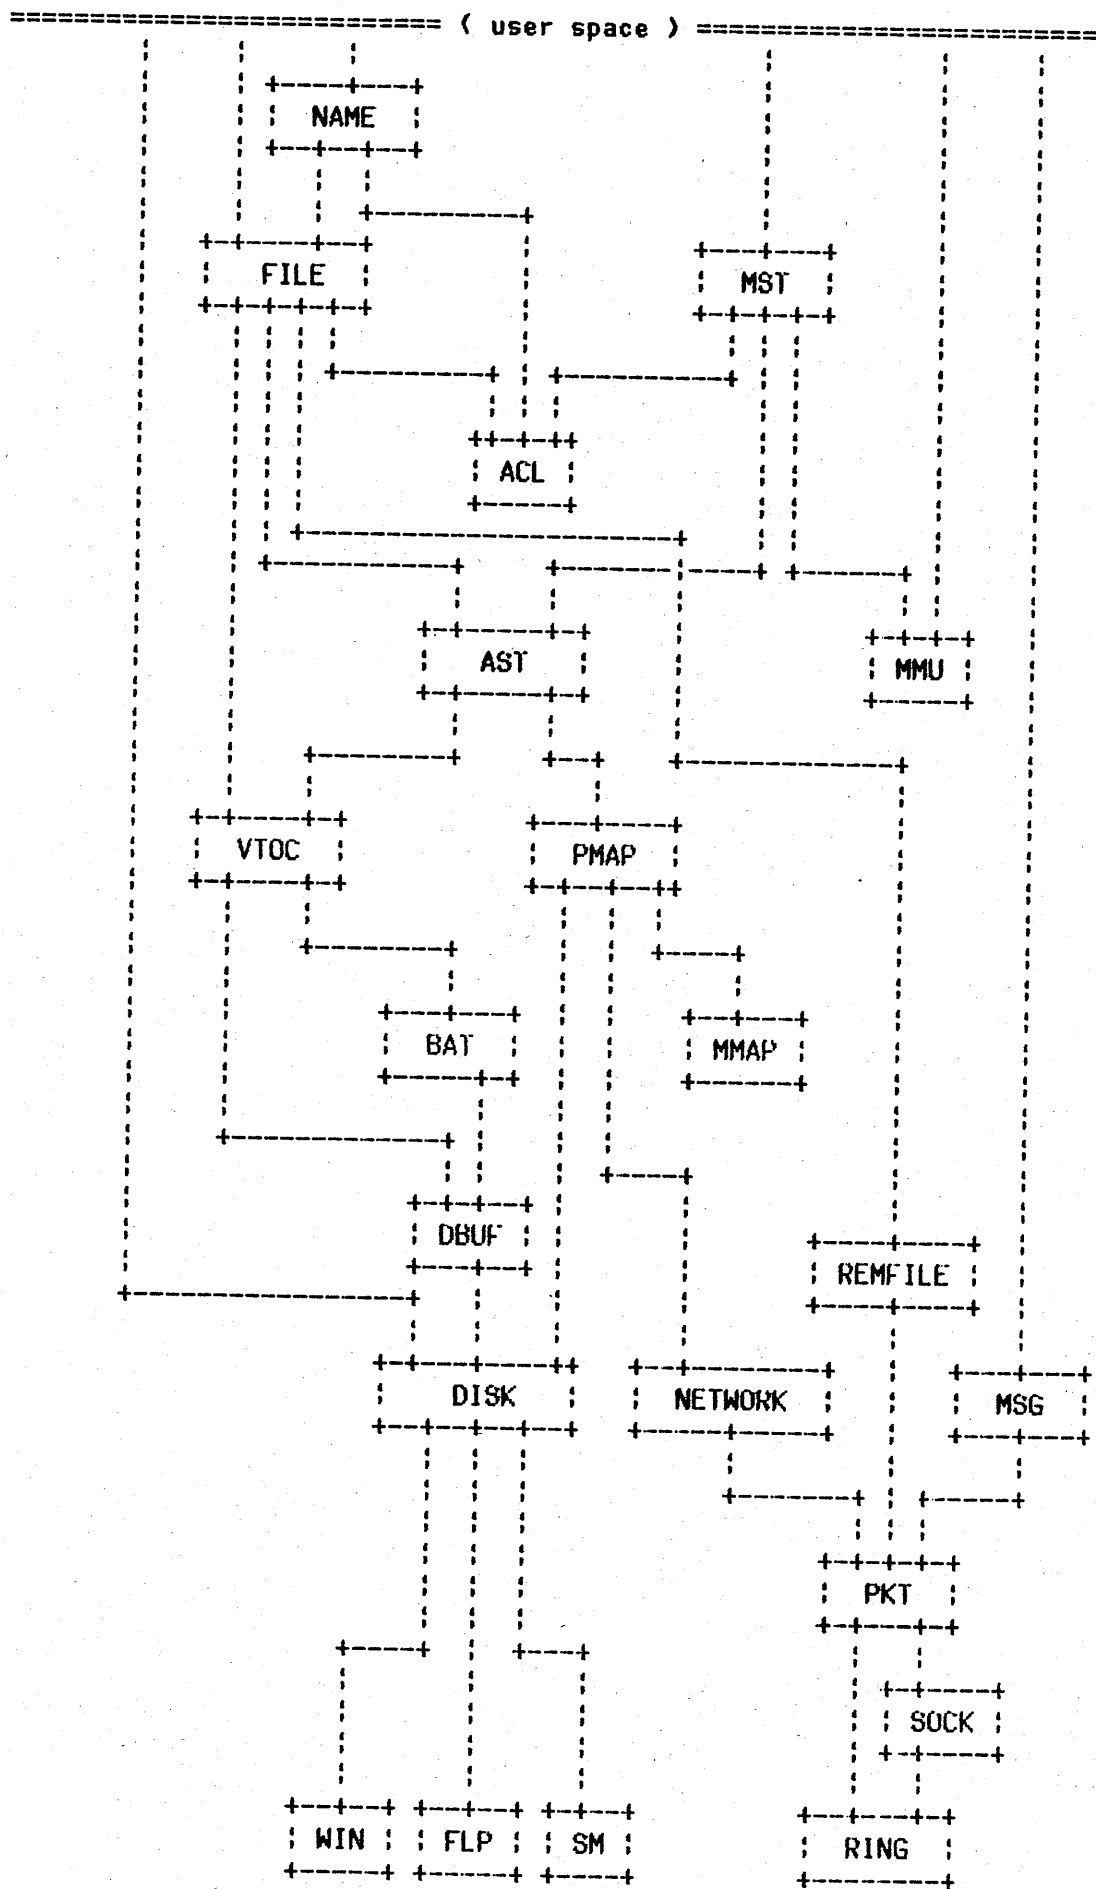 ( user space )
NAME
FILE
MST
ACL
AST
MMU
VTOC
PMAP
BAT
MMAP
DBUF
REMFILE
DISK
NETWORK
MSG
PKT
SOCK
WIN
FLP
SM
RING